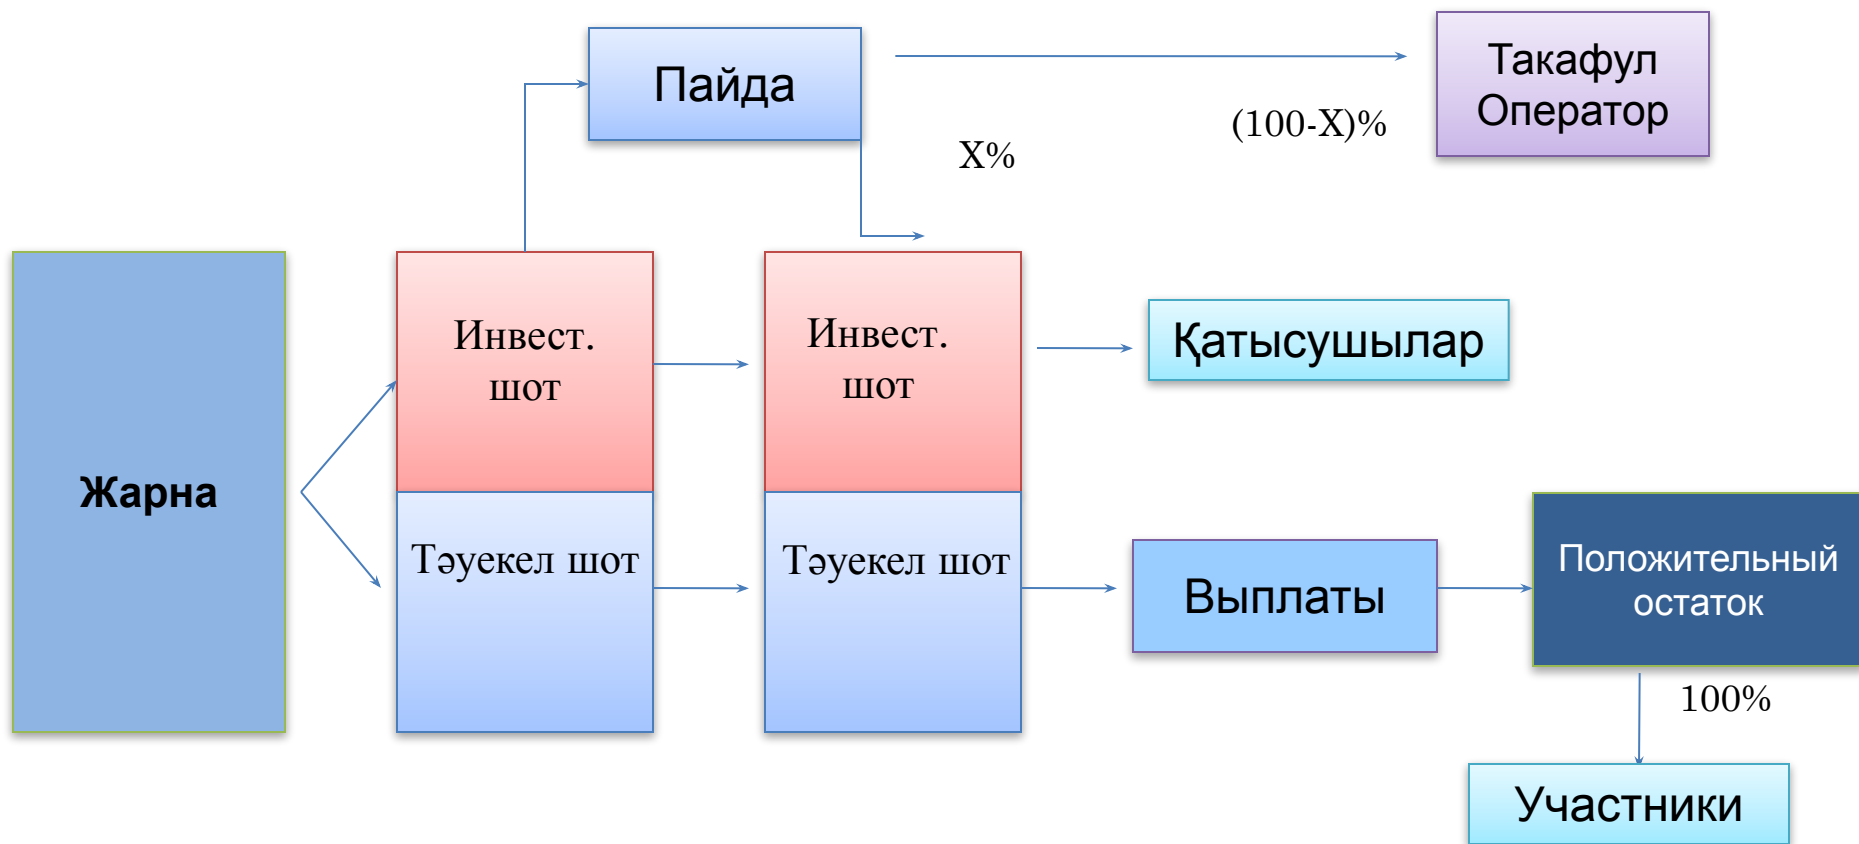 Пайда
Такафул
Оператор
X%
(100-X)%
Жарна
Инвест.
шот
Тәуекел шот
Инвест.
шот
Тәуекел шот
Қатысушылар
Выплаты
Положительный
остаток
100%
Участники